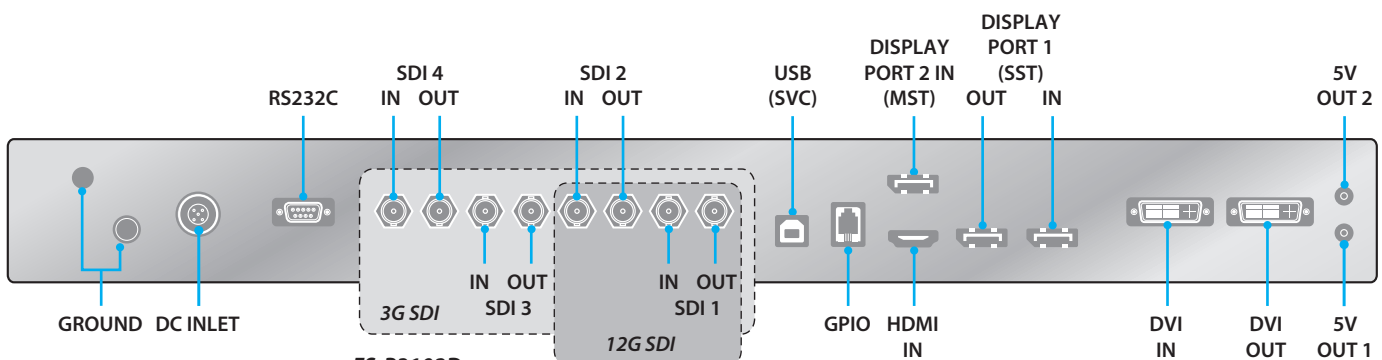 DISPLAY
PORT 1
(SST)
DISPLAY
PORT 2 IN
(MST)
OUT IN
SDI 4
IN OUT
SDI 2
IN OUT
USB
(SVC)
5V
OUT 2
RS232C
IN OUT
SDI 3
IN OUT
SDI 1
3G SDI
12G SDI
GROUND
DC INLET
GPIO
HDMI
IN
DVI
IN
DVI
OUT
5V
OUT 1